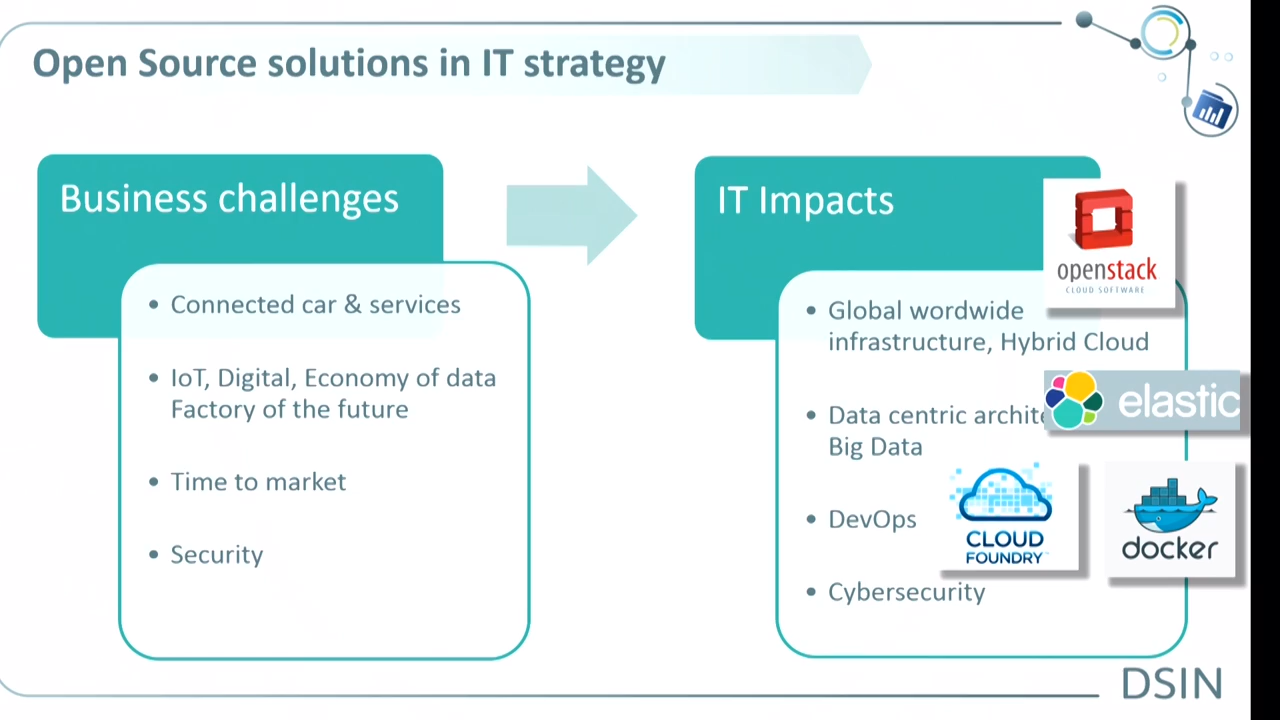 Open Source solutions in IT strategy
Business challenges
• Connected car & services
• IoT, Digital, Economy of data
Factory of the future
• Time to market
• Security
IT Impacts
• Global wordwide
infrastructure, Hybrid Cloud
• Data centric archite
Big Data
• DevOps
• Cybersecurity
openstack
CLOUD SOFTWARE
elastic
CLOUD
FOUNDRY™
docker
DSIN